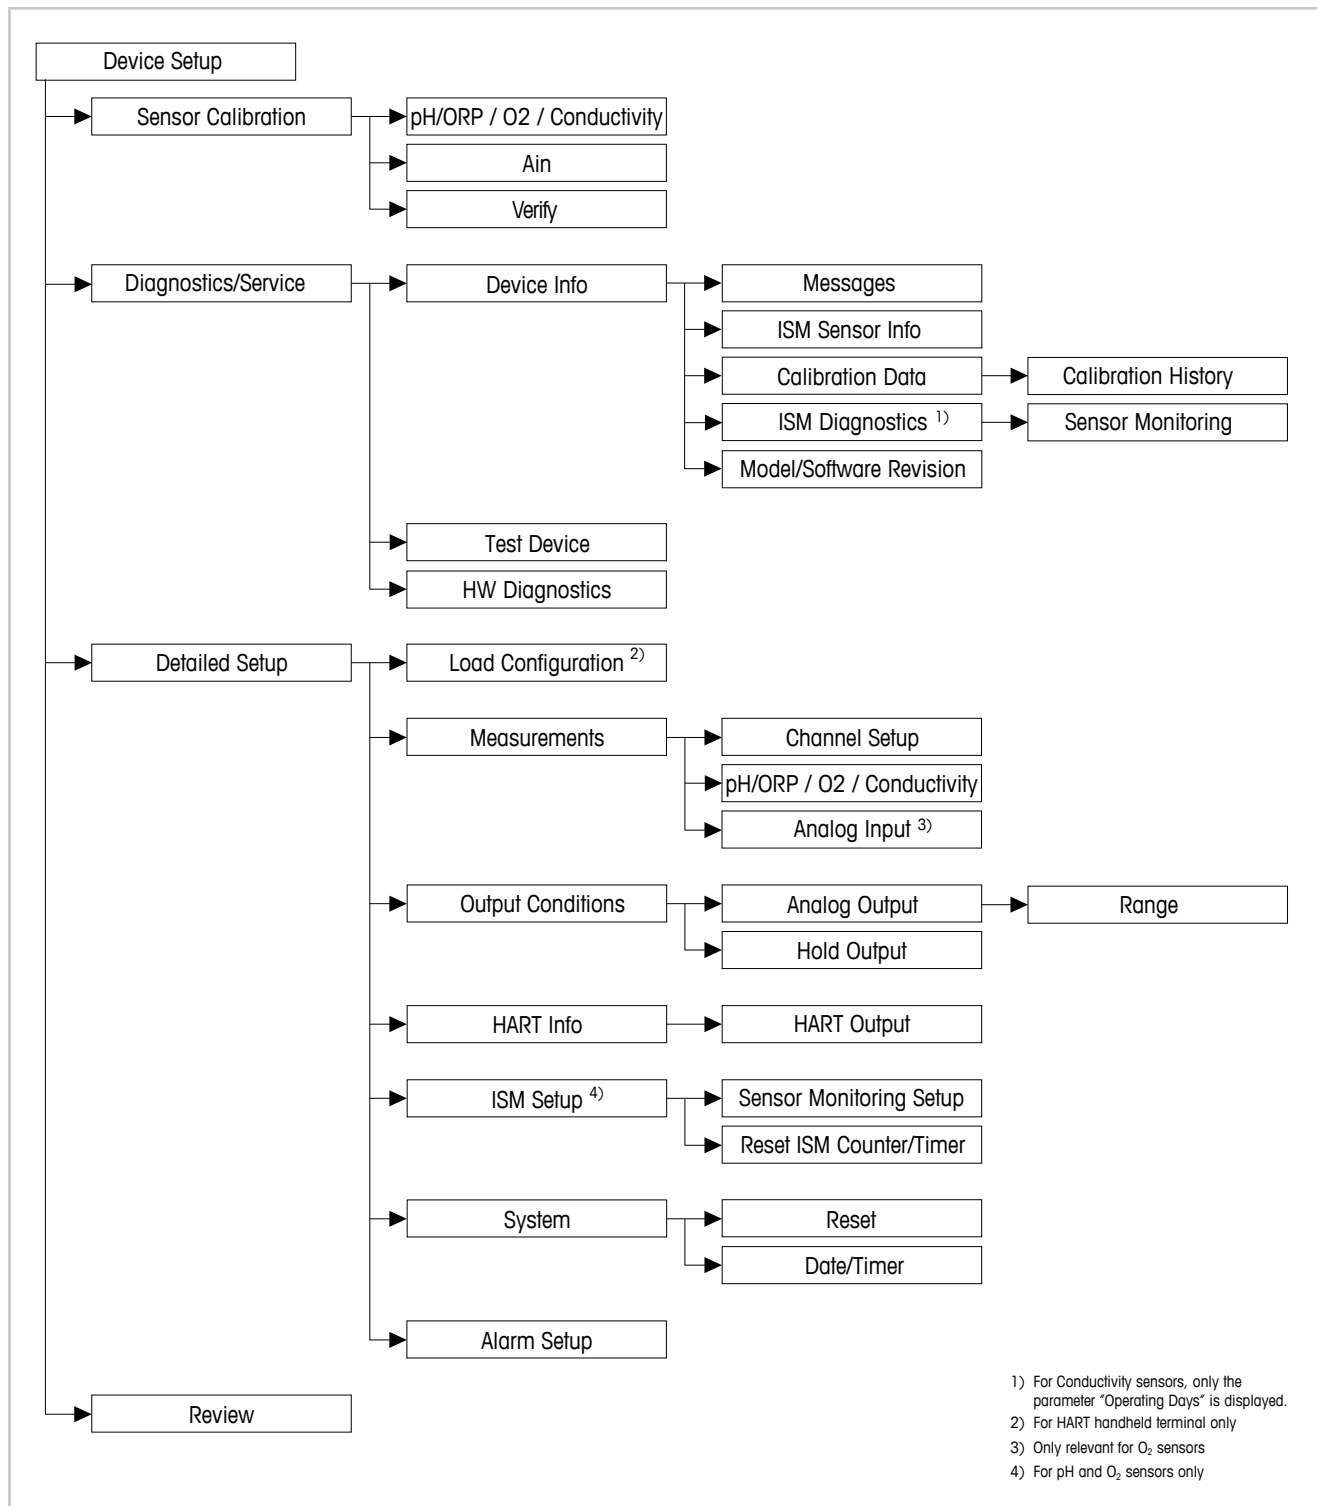 Device Setup
Sensor Calibration
pH/ORP / O2 / Conductivity
Ain
Verify
Diagnostics/Service
Device Info
Messages
ISM Sensor Info
Calibration Data
Calibration History
ISM Diagnostics 1)
Sensor Monitoring
Model/Software Revision
Test Device
HW Diagnostics
Detailed Setup
Load Configuration 2)
Measurements
Channel Setup
pH/ORP / O2 / Conductivity
Analog Input 3)
Output Conditions
Analog Output
Range
Hold Output
HART Info
HART Output
ISM Setup 4)
Sensor Monitoring Setup
Reset ISM Counter/Timer
System
Reset
Date/Timer
Alarm Setup
Review
1) For Conductivity sensors, only the
parameter "Operating Days" is displayed.
2) For HART handheld terminal only
3) Only relevant for O₂ sensors
4) For pH and O₂ sensors only